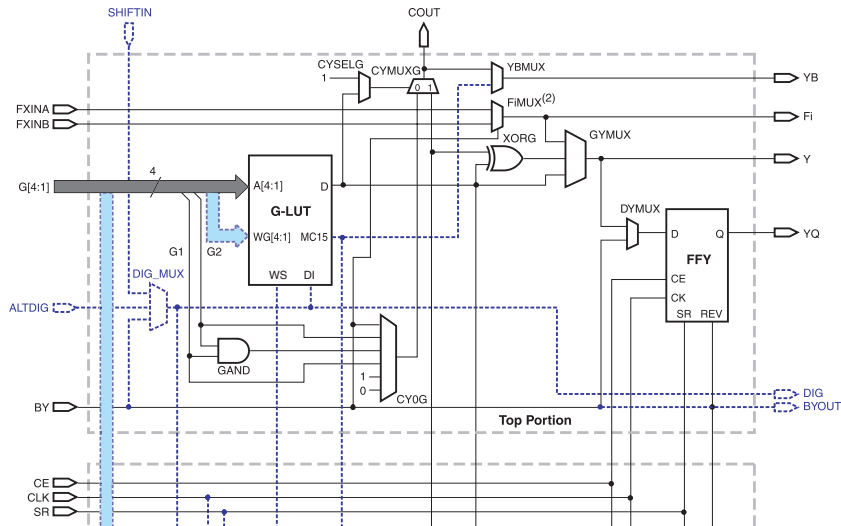 SHIFTIN
COUT
CYSELG
CYMUXG
YBMUX
1
0 1
YB
FXINA
FiMUX(2)
Fi
FXINB
XORG
GYMUX
Y
4
G[4:1]
A[4:1]
D
G-LUT
DYMUX
WG[4:1]
MC15
D
Q
YQ
G1
G2
FFY
DIG_MUX
WS
DI
CE
CK
ALTDIG
SR
REV
GAND
1
0
CY0G
DIG
BY
BYOUT
Top Portion
CE
CLK
SR